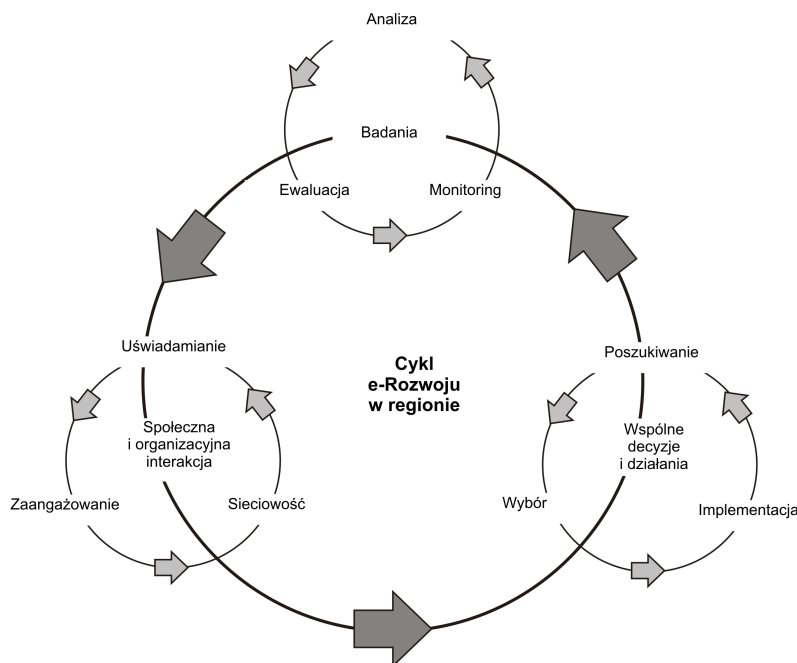 Analiza
Badania
Ewaluacja
Monitoring
Uświadamianie
Cykl
e-Rozwoju
w regionie
Poszukiwanie
Społeczna
i organizacyjna
interakcja
Wspólne
decyzje
i działania
Zaangażowanie
Sieciowość
Wybór
Implementacja